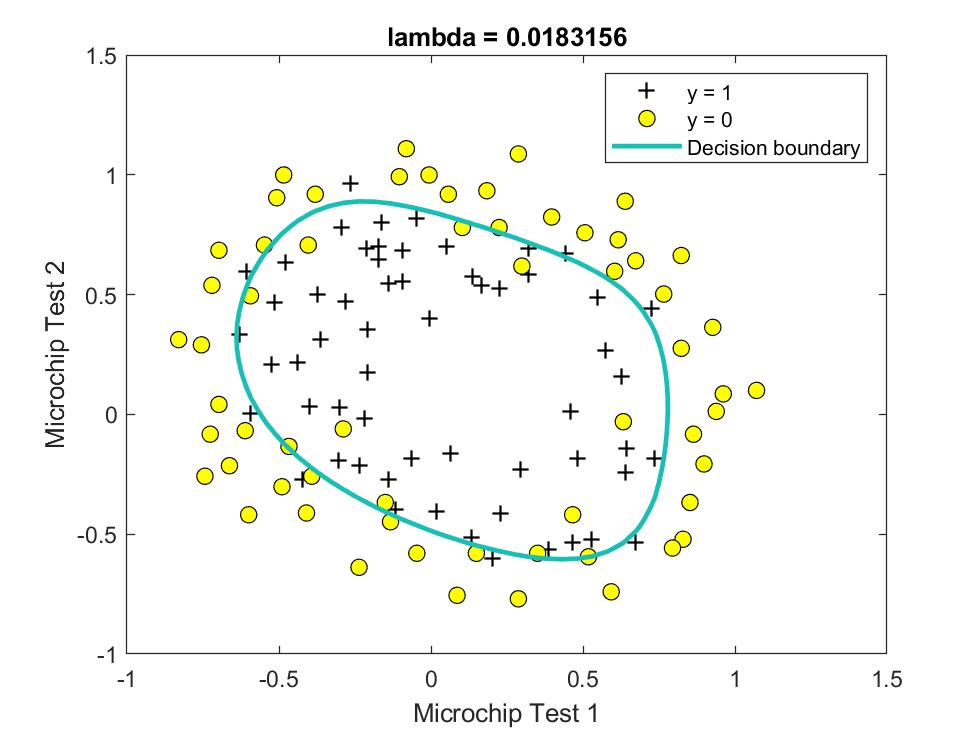 lambda = 0.0183156
1.5
y = 1
y = 0
Decision boundary
1
0.5
0
-0.5
-1
Microchip Test 2
-1 -0.5 0 0.5 1 1.5
Microchip Test 1